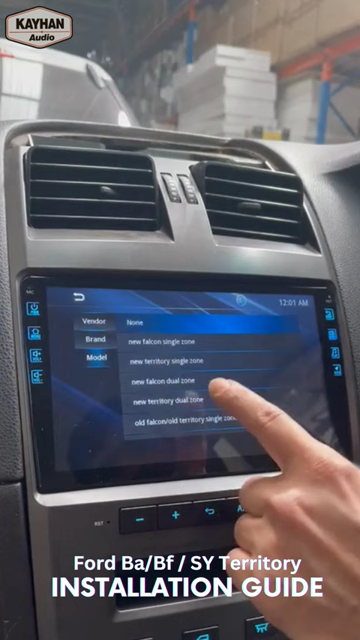 KAYHAN
Audio
12:01 AM
Vendor
None
Brand
new falcon single zone
Model
new territory single zone
new falcon dual zone
new territory dual zone
old falcon/old territory single zone
RST
Ford Ba/Bf / SY Territory
INSTALLATION GUIDE